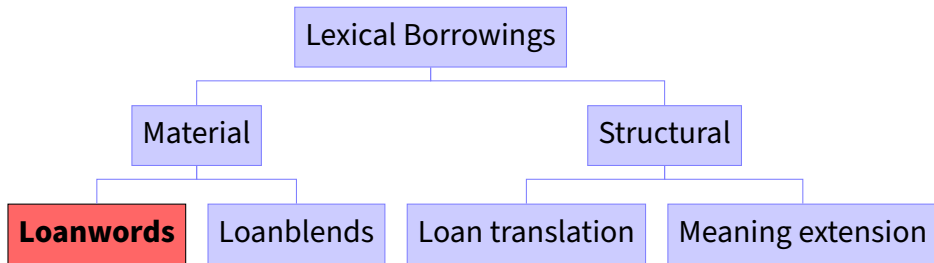 Lexical Borrowings
Material
Structural
Loanwords
Loanblends
Loan translation
Meaning extension